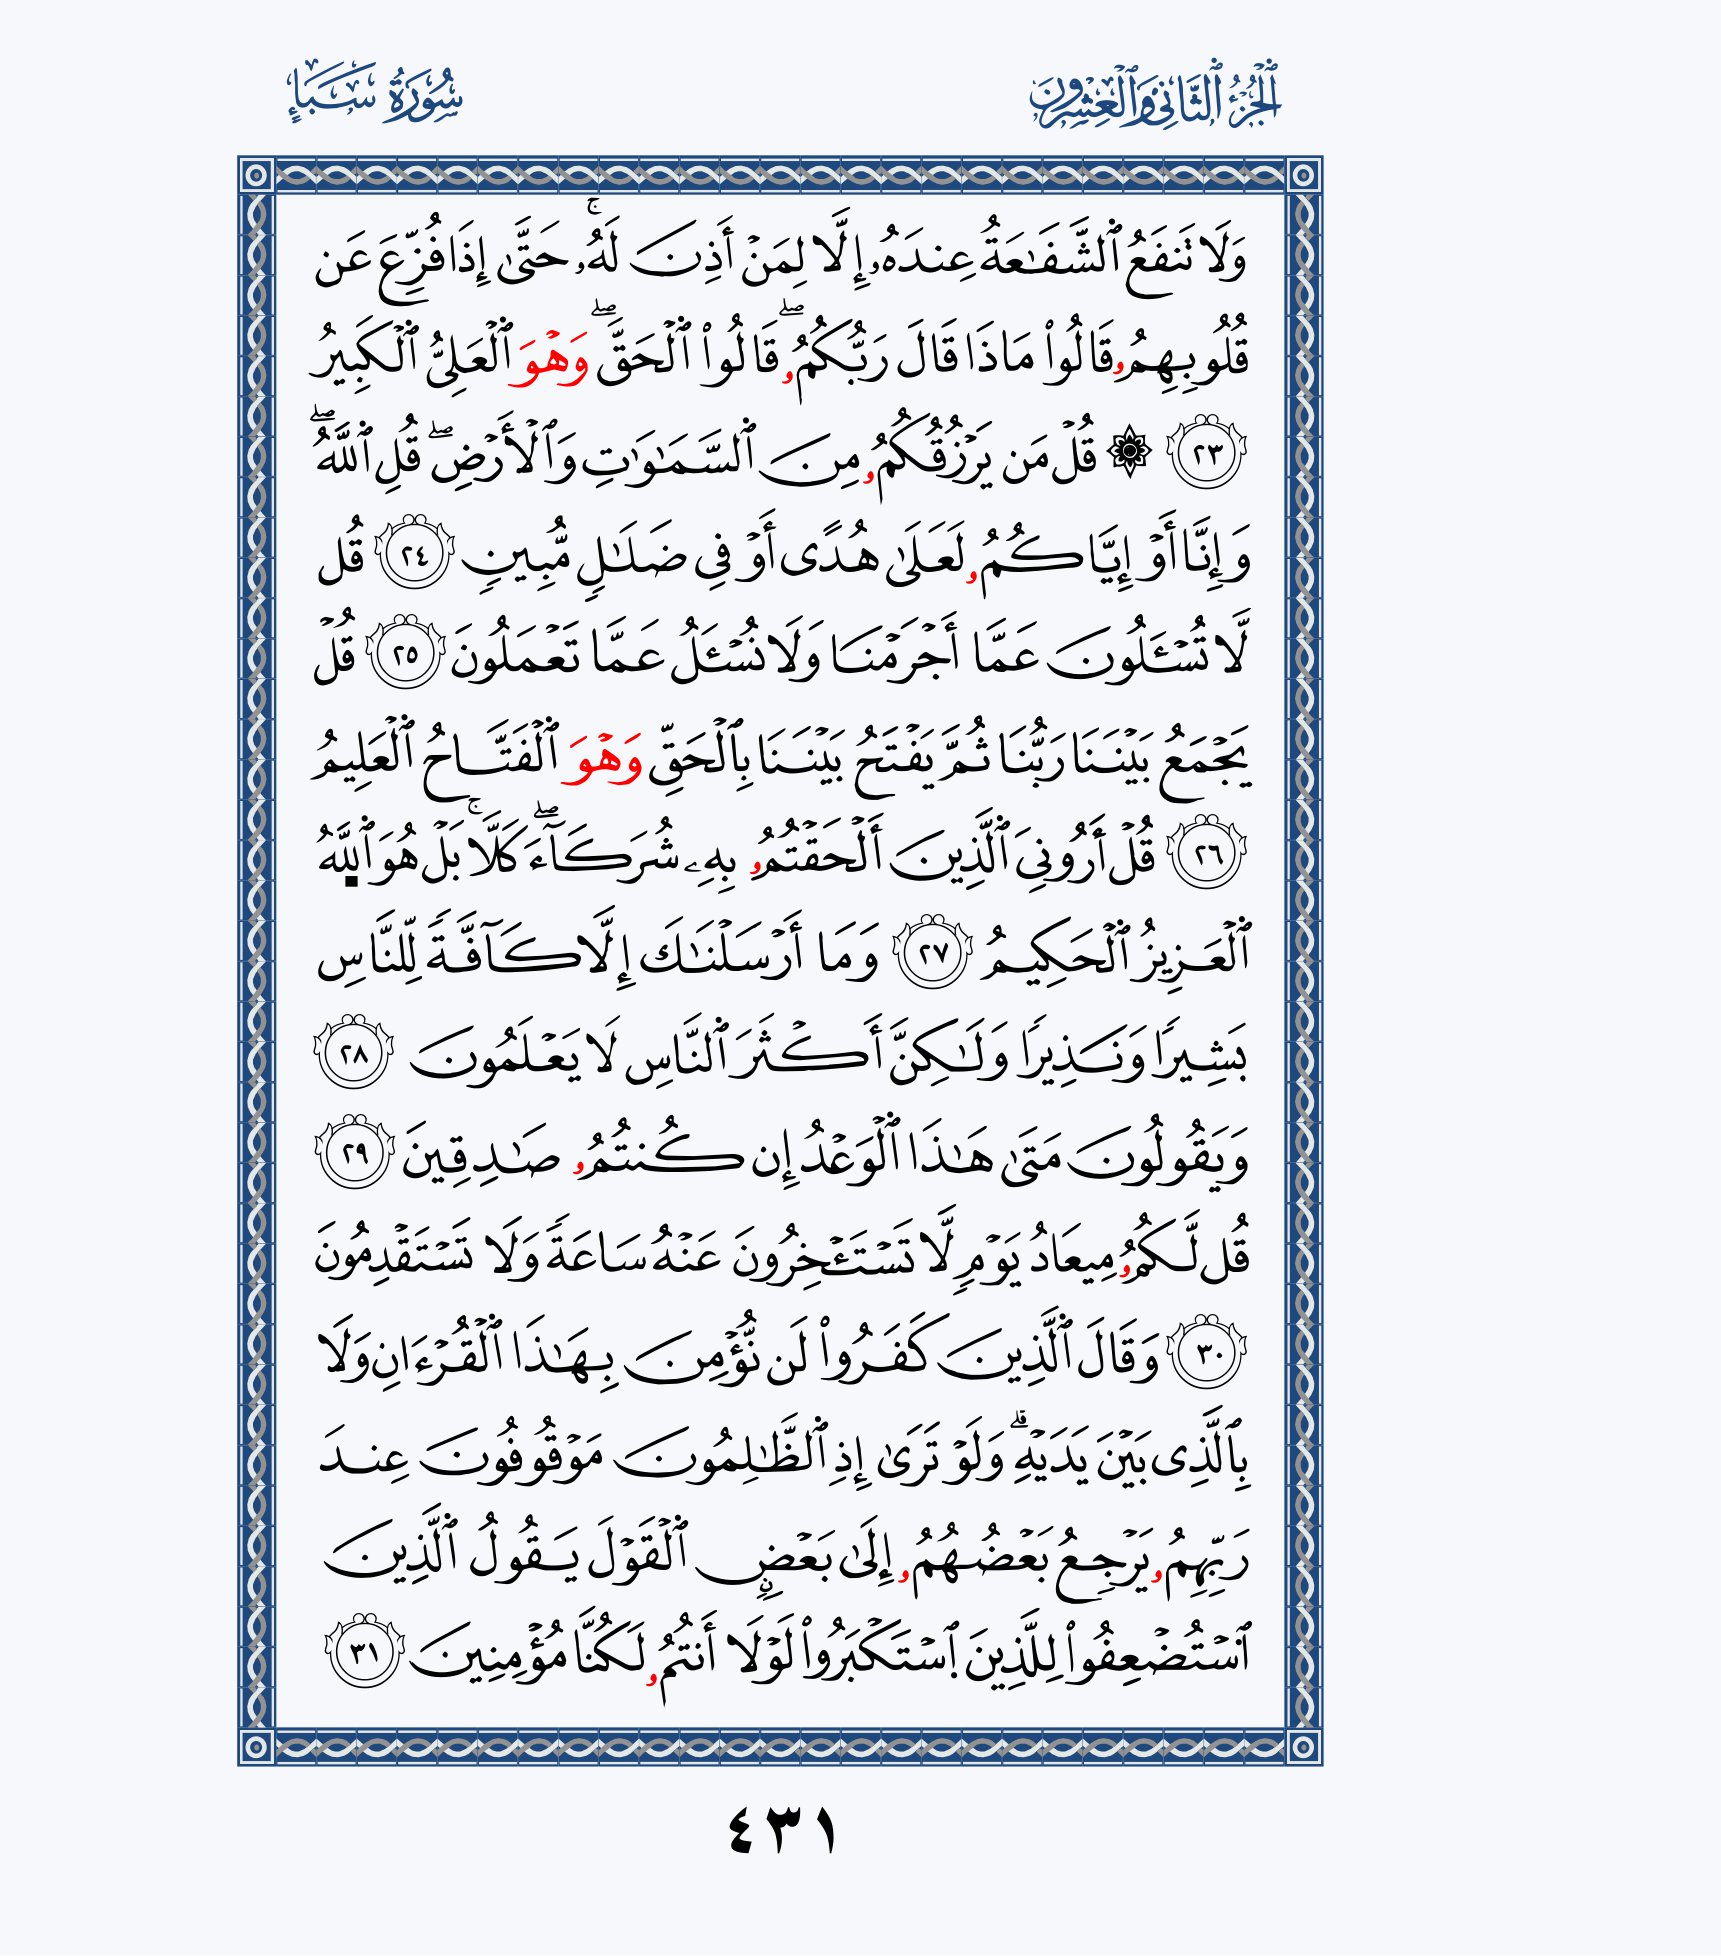 ٱلْجُزْءُ ٱلثَّانِي وَٱلْعِشْرُونَ
سُورَةُ سَبَإٍ
وَلَا تَنفَعُ ٱلشَّفَٰعَةُ عِندَهُۥ إِلَّا لِمَنْ أَذِنَ لَهُۥ ۚ حَتَّىٰ إِذَا فُزِّعَ عَن
قُلُوبِهِمُۥ قَالُوا۟ مَاذَا قَالَ رَبُّكُمُۥ ۖ قَالُوا۟ ٱلْحَقَّ ۖ وَهْوَ ٱلْعَلِىُّ ٱلْكَبِيرُ
٢٣ ۞ قُلْ مَن يَرْزُقُكُمُۥ مِنَ ٱلسَّمَٰوَٰتِ وَٱلْأَرْضِ ۖ قُلِ ٱللَّهُ ۖ
وَإِنَّا أَوْ إِيَّاكُمُۥ لَعَلَىٰ هُدًى أَوْ فِى ضَلَٰلٍ مُّبِينٍ ٢٤ قُل
لَّا تُسْـَٔلُونَ عَمَّا أَجْرَمْنَا وَلَا نُسْـَٔلُ عَمَّا تَعْمَلُونَ ٢٥ قُلْ
يَجْمَعُ بَيْنَنَا رَبُّنَا ثُمَّ يَفْتَحُ بَيْنَنَا بِٱلْحَقِّ وَهْوَ ٱلْفَتَّاحُ ٱلْعَلِيمُ
٢٦ قُلْ أَرُونِىَ ٱلَّذِينَ أَلْحَقْتُمُۥ بِهِۦ شُرَكَآءَ ۖ كَلَّا ۚ بَلْ هُوَ ٱللَّهُ
ٱلْعَزِيزُ ٱلْحَكِيمُ ٢٧ وَمَا أَرْسَلْنَٰكَ إِلَّا كَآفَّةً لِّلنَّاسِ
بَشِيرًا وَنَذِيرًا وَلَٰكِنَّ أَكْثَرَ ٱلنَّاسِ لَا يَعْلَمُونَ ٢٨
وَيَقُولُونَ مَتَىٰ هَٰذَا ٱلْوَعْدُ إِن كُنتُمُۥ صَٰدِقِينَ ٢٩
قُل لَّكُمُۥ مِيعَادُ يَوْمٍ لَّا تَسْتَـْٔخِرُونَ عَنْهُ سَاعَةً وَلَا تَسْتَقْدِمُونَ
٣٠ وَقَالَ ٱلَّذِينَ كَفَرُوا۟ لَن نُّؤْمِنَ بِهَٰذَا ٱلْقُرْءَانِ وَلَا
بِٱلَّذِى بَيْنَ يَدَيْهِ ۗ وَلَوْ تَرَىٰ إِذِ ٱلظَّٰلِمُونَ مَوْقُوفُونَ عِندَ
رَبِّهِمُۥ يَرْجِعُ بَعْضُهُمُۥ إِلَىٰ بَعْضٍ ٱلْقَوْلَ يَقُولُ ٱلَّذِينَ
ٱسْتُضْعِفُوا۟ لِلَّذِينَ ٱسْتَكْبَرُوا۟ لَوْلَا أَنتُمُۥ لَكُنَّا مُؤْمِنِينَ ٣١
٤٣١